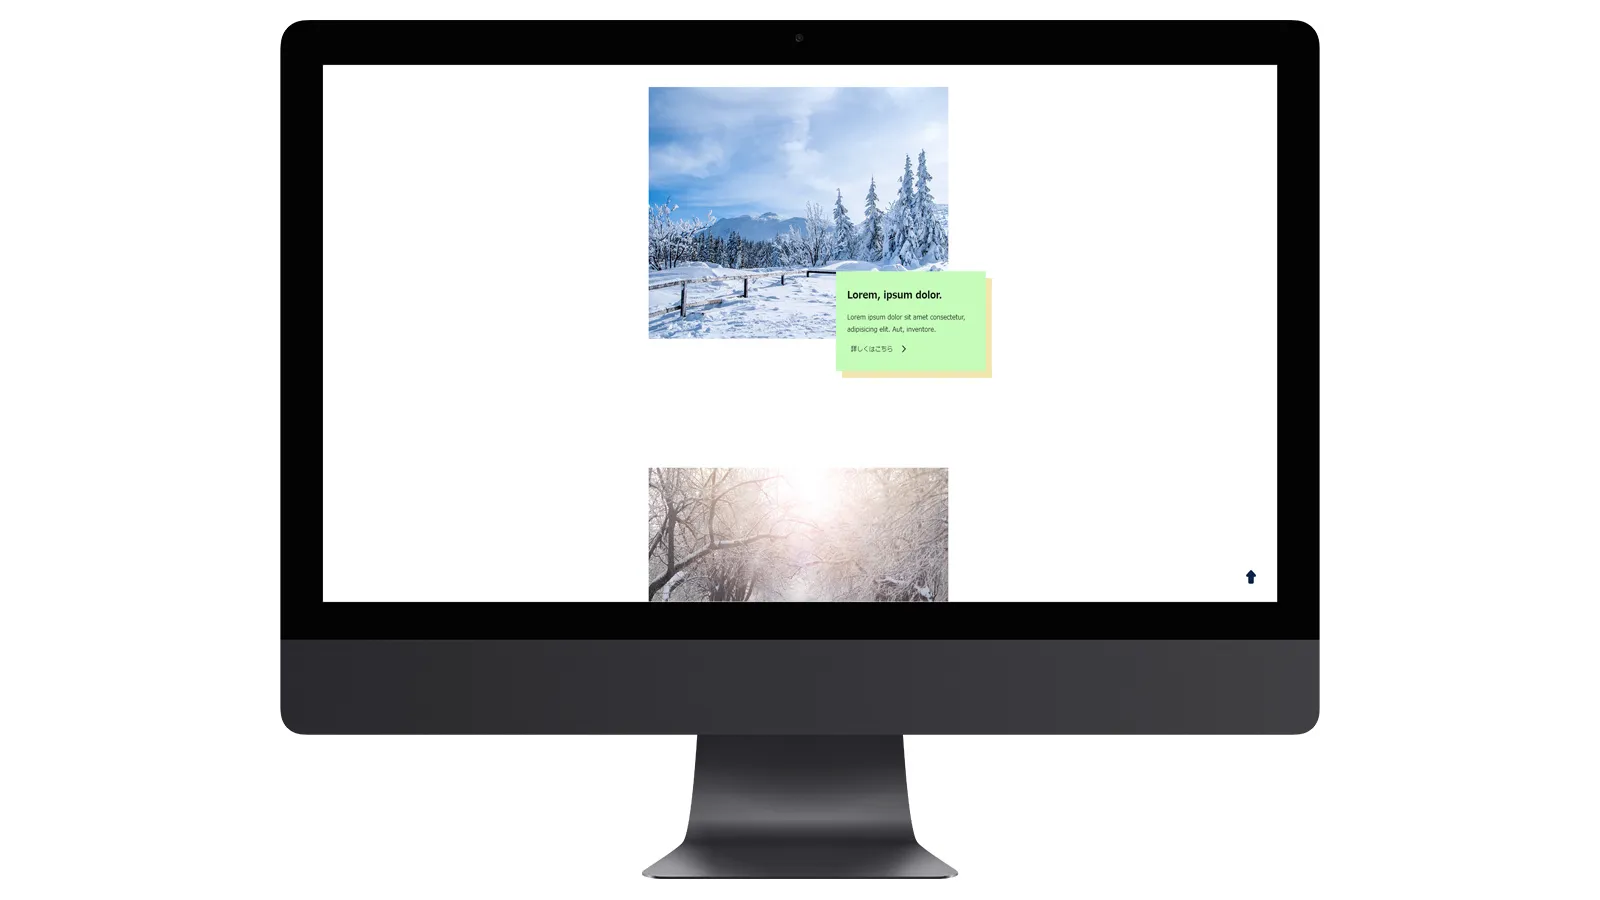 Lorem, ipsum dolor.
Lorem ipsum dolor sit amet consectetur,
adipisicing elit. Aut, inventore.
詳しくはこちら